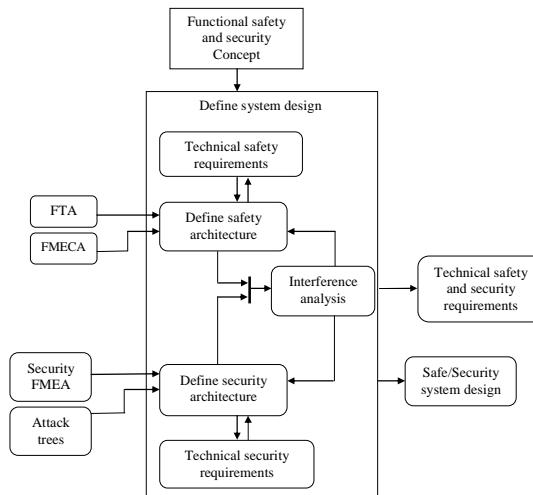 Functional safety
and security
Concept
Define system design
Technical safety
requirements
FTA
FMECA
Define safety
architecture
Interference
analysis
Technical safety
and security
requirements
Security
FMEA
Attack
trees
Define security
architecture
Safe/Security
system design
Technical security
requirements